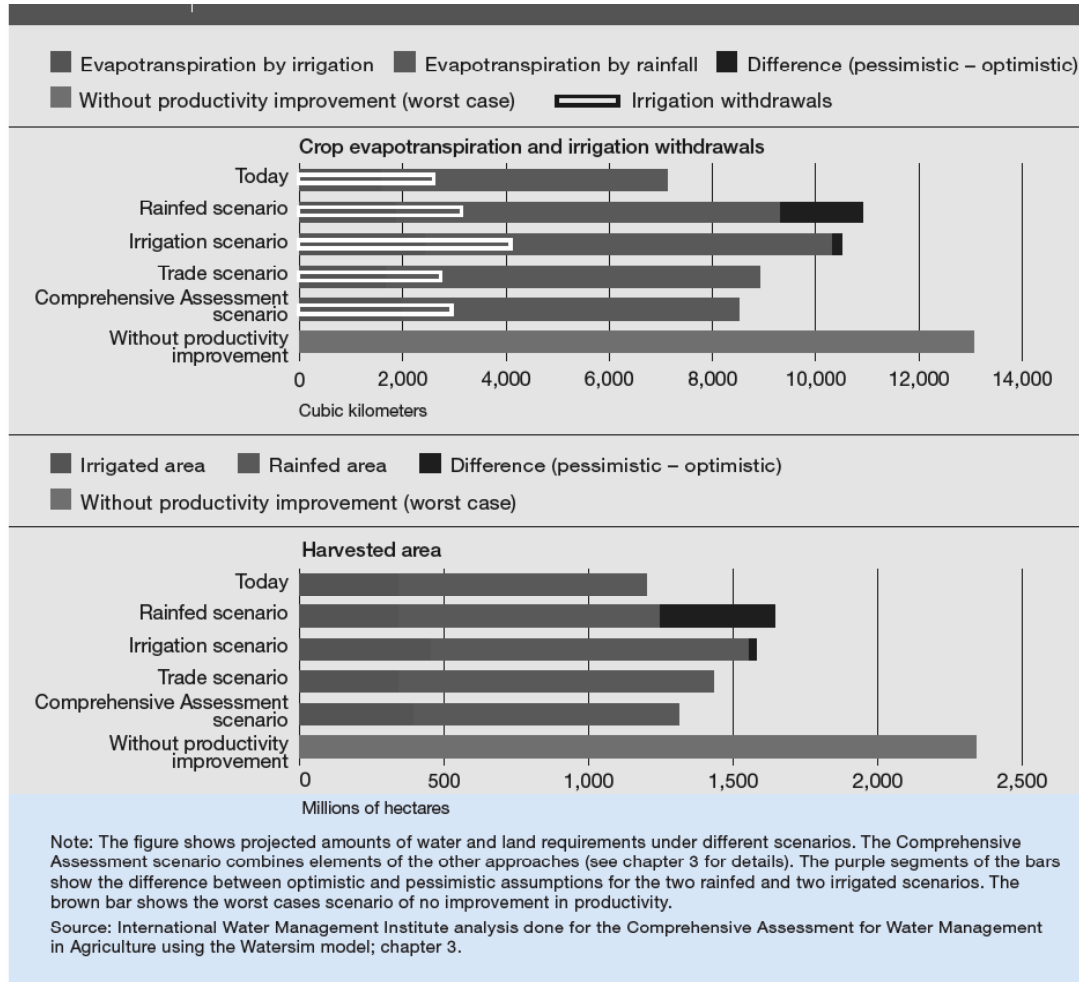 Evapotranspiration by irrigation Evapotranspiration by rainfall Difference (pessimistic – optimistic)
Without productivity improvement (worst case) Irrigation withdrawals
Crop evapotranspiration and irrigation withdrawals
Today
Rainfed scenario
Irrigation scenario
Trade scenario
Comprehensive Assessment
scenario
Without productivity
improvement
0 2,000 4,000 6,000 8,000 10,000 12,000 14,000
Cubic kilometers
Irrigated area Rainfed area Difference (pessimistic – optimistic)
Without productivity improvement (worst case)
Harvested area
Today
Rainfed scenario
Irrigation scenario
Trade scenario
Comprehensive Assessment
scenario
Without productivity
improvement
0 500 1,000 1,500 2,000 2,500
Millions of hectares
Note: The figure shows projected amounts of water and land requirements under different scenarios. The Comprehensive
Assessment scenario combines elements of the other approaches (see chapter 3 for details). The purple segments of the bars
show the difference between optimistic and pessimistic assumptions for the two rainfed and two irrigated scenarios. The
brown bar shows the worst cases scenario of no improvement in productivity.
Source: International Water Management Institute analysis done for the Comprehensive Assessment for Water Management
in Agriculture using the Watersim model; chapter 3.